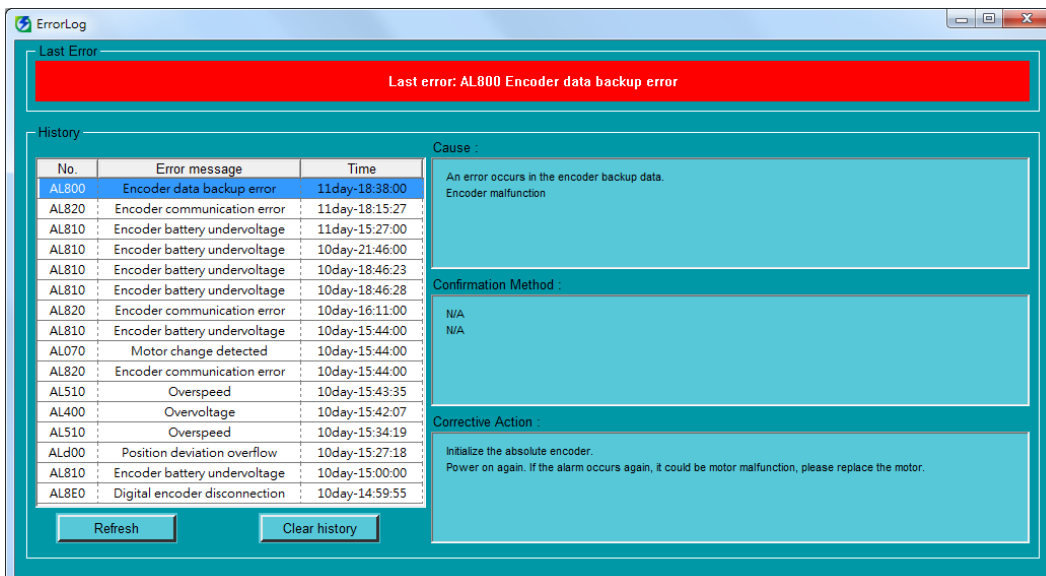 ErrorLog
Last Error
Last error: AL800 Encoder data backup error
History
No. Error message Time
AL800 Encoder data backup error 11day-18:38:00
AL820 Encoder communication error 11day-18:15:27
AL810 Encoder battery undervoltage 11day-15:27:00
AL810 Encoder battery undervoltage 10day-21:46:00
AL810 Encoder battery undervoltage 10day-18:46:23
AL810 Encoder battery undervoltage 10day-18:46:28
AL820 Encoder communication error 10day-16:11:00
AL810 Encoder battery undervoltage 10day-15:44:00
AL070 Motor change detected 10day-15:44:00
AL820 Encoder communication error 10day-15:44:00
AL510 Overspeed 10day-15:43:35
AL400 Overvoltage 10day-15:42:07
AL510 Overspeed 10day-15:34:19
ALd00 Position deviation overflow 10day-15:27:18
AL810 Encoder battery undervoltage 10day-15:00:00
AL8E0 Digital encoder disconnection 10day-14:59:55
Refresh Clear history
Cause :
An error occurs in the encoder backup data.
Encoder malfunction
Confirmation Method :
N/A
N/A
Corrective Action :
Initialize the absolute encoder.
Power on again. If the alarm occurs again, it could be motor malfunction, please replace the motor.